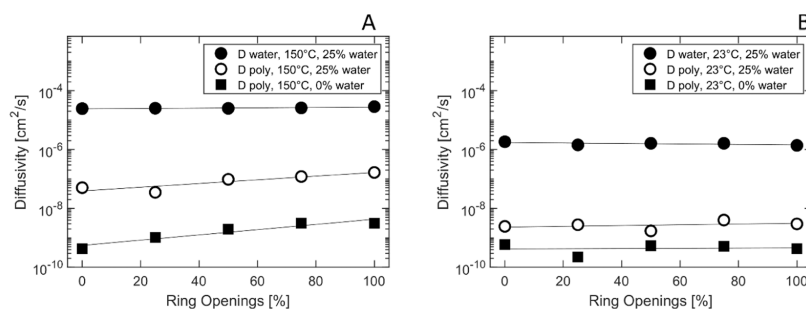 A
D water, 150°C, 25% water
D poly, 150°C, 25% water
D poly, 150°C, 0% water
Diffusivity [cm²/s]
10⁻⁴
10⁻⁶
10⁻⁸
10⁻¹⁰
0 20 40 60 80 100
Ring Openings [%]
B
D water, 23°C, 25% water
D poly, 23°C, 25% water
D poly, 23°C, 0% water
Diffusivity [cm²/s]
10⁻⁴
10⁻⁶
10⁻⁸
10⁻¹⁰
0 20 40 60 80 100
Ring Openings [%]